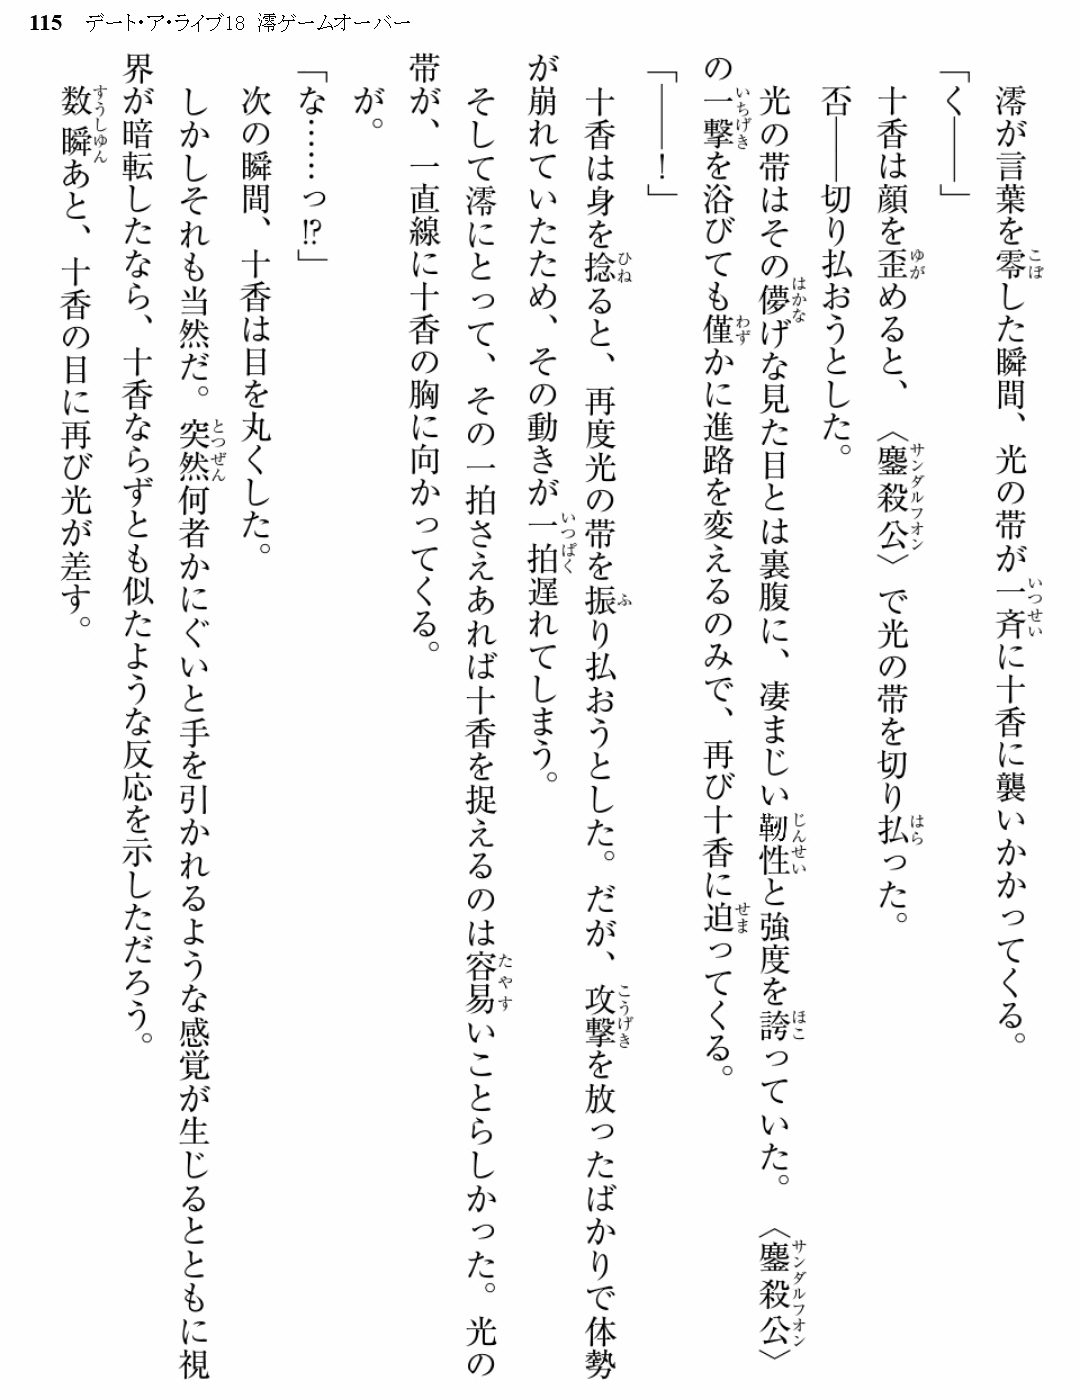 115 デート・ア・ライブ18 澪ゲームオーバー
澪が言葉を零した瞬間、光の帯が一斉に十香に襲いかかってくる。
「く――」
十香は顔を歪めると、〈鏖殺公〉で光の帯を切り払った。
否――切り払おうとした。
光の帯はその儚げな見た目とは裏腹に、凄まじい靭性と強度を誇っていた。〈鏖殺公〉
の一撃を浴びても僅かに進路を変えるのみで、再び十香に迫ってくる。
「――！」
十香は身を捻ると、再度光の帯を振り払おうとした。だが、攻撃を放ったばかりで体勢
が崩れていたため、その動きが一拍遅れてしまう。
そして澪にとって、その一拍さえあれば十香を捉えるのは容易いことらしかった。光の
帯が、一直線に十香の胸に向かってくる。
が。
「な……っ!?」
次の瞬間、十香は目を丸くした。
しかしそれも当然だ。突然何者かにぐいと手を引かれるような感覚が生じるとともに視
界が暗転したなら、十香ならずとも似たような反応を示しただろう。
数瞬あと、十香の目に再び光が差す。